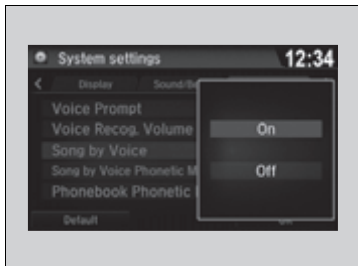 System settings 12:34
Display Sound/Be
Voice Prompt
Voice Recog. Volume
On
Song by Voice
Song by Voice Phonetic M
Off
Phonebook Phonetic
Default